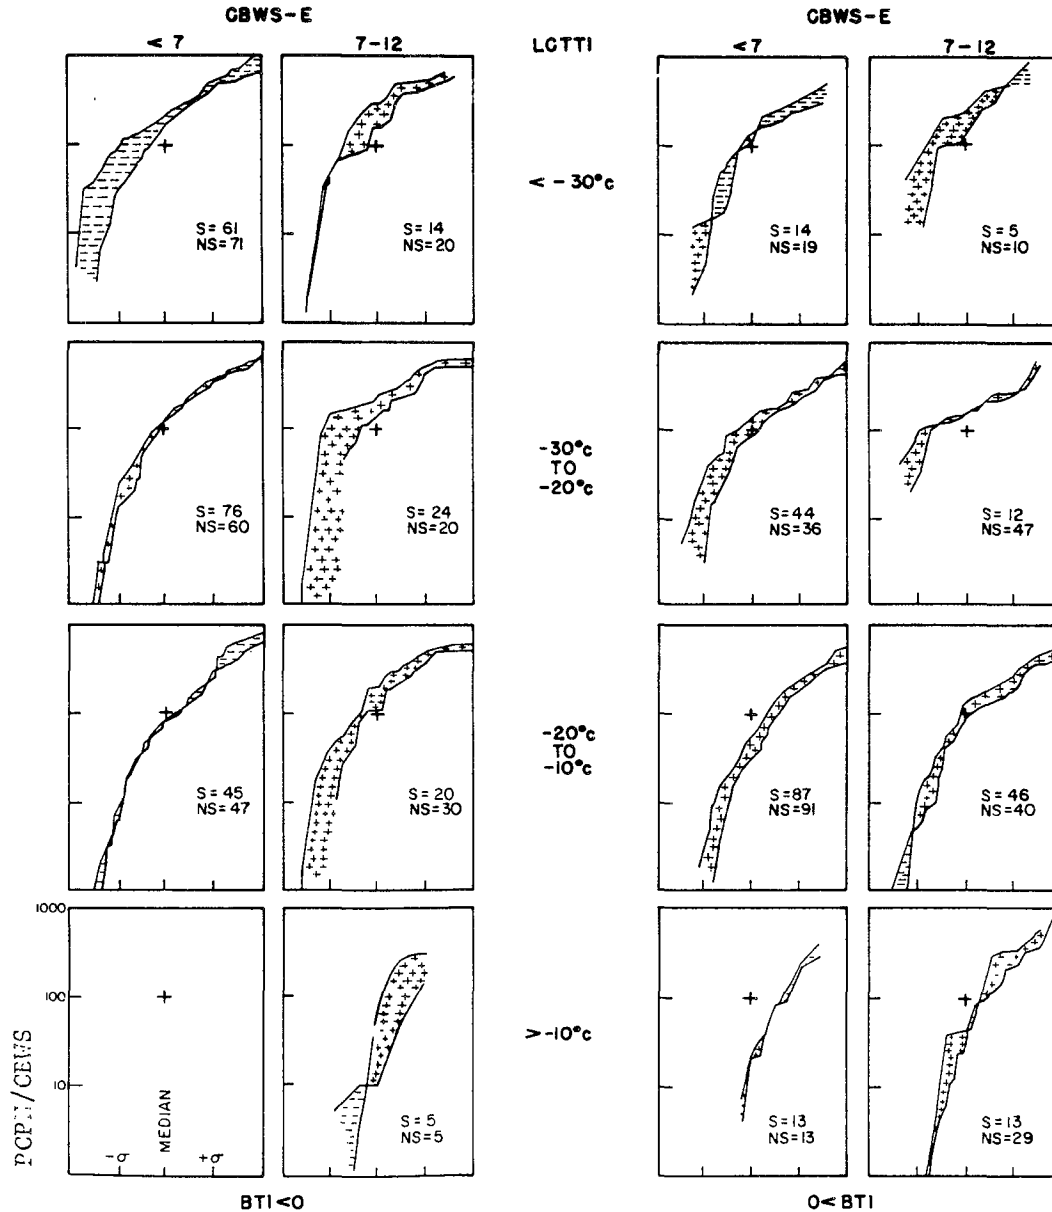 CBWS-E
CBWS-E
< 7
7-12
LCTTI
< 7
7-12
S=61
NS=71
S=14
NS=20
< -30°C
S=14
NS=19
S=5
NS=10
S=76
NS=60
S=24
NS=20
-30°C
TO
-20°C
S=44
NS=36
S=12
NS=47
S=45
NS=47
S=20
NS=30
-20°C
TO
-10°C
S=87
NS=91
S=46
NS=40
1000
100
10
PCPN/CBWS
MEDIAN
-σ
+σ
S=5
NS=5
>-10°C
S=13
NS=13
S=13
NS=29
BTI<0
0<BTI